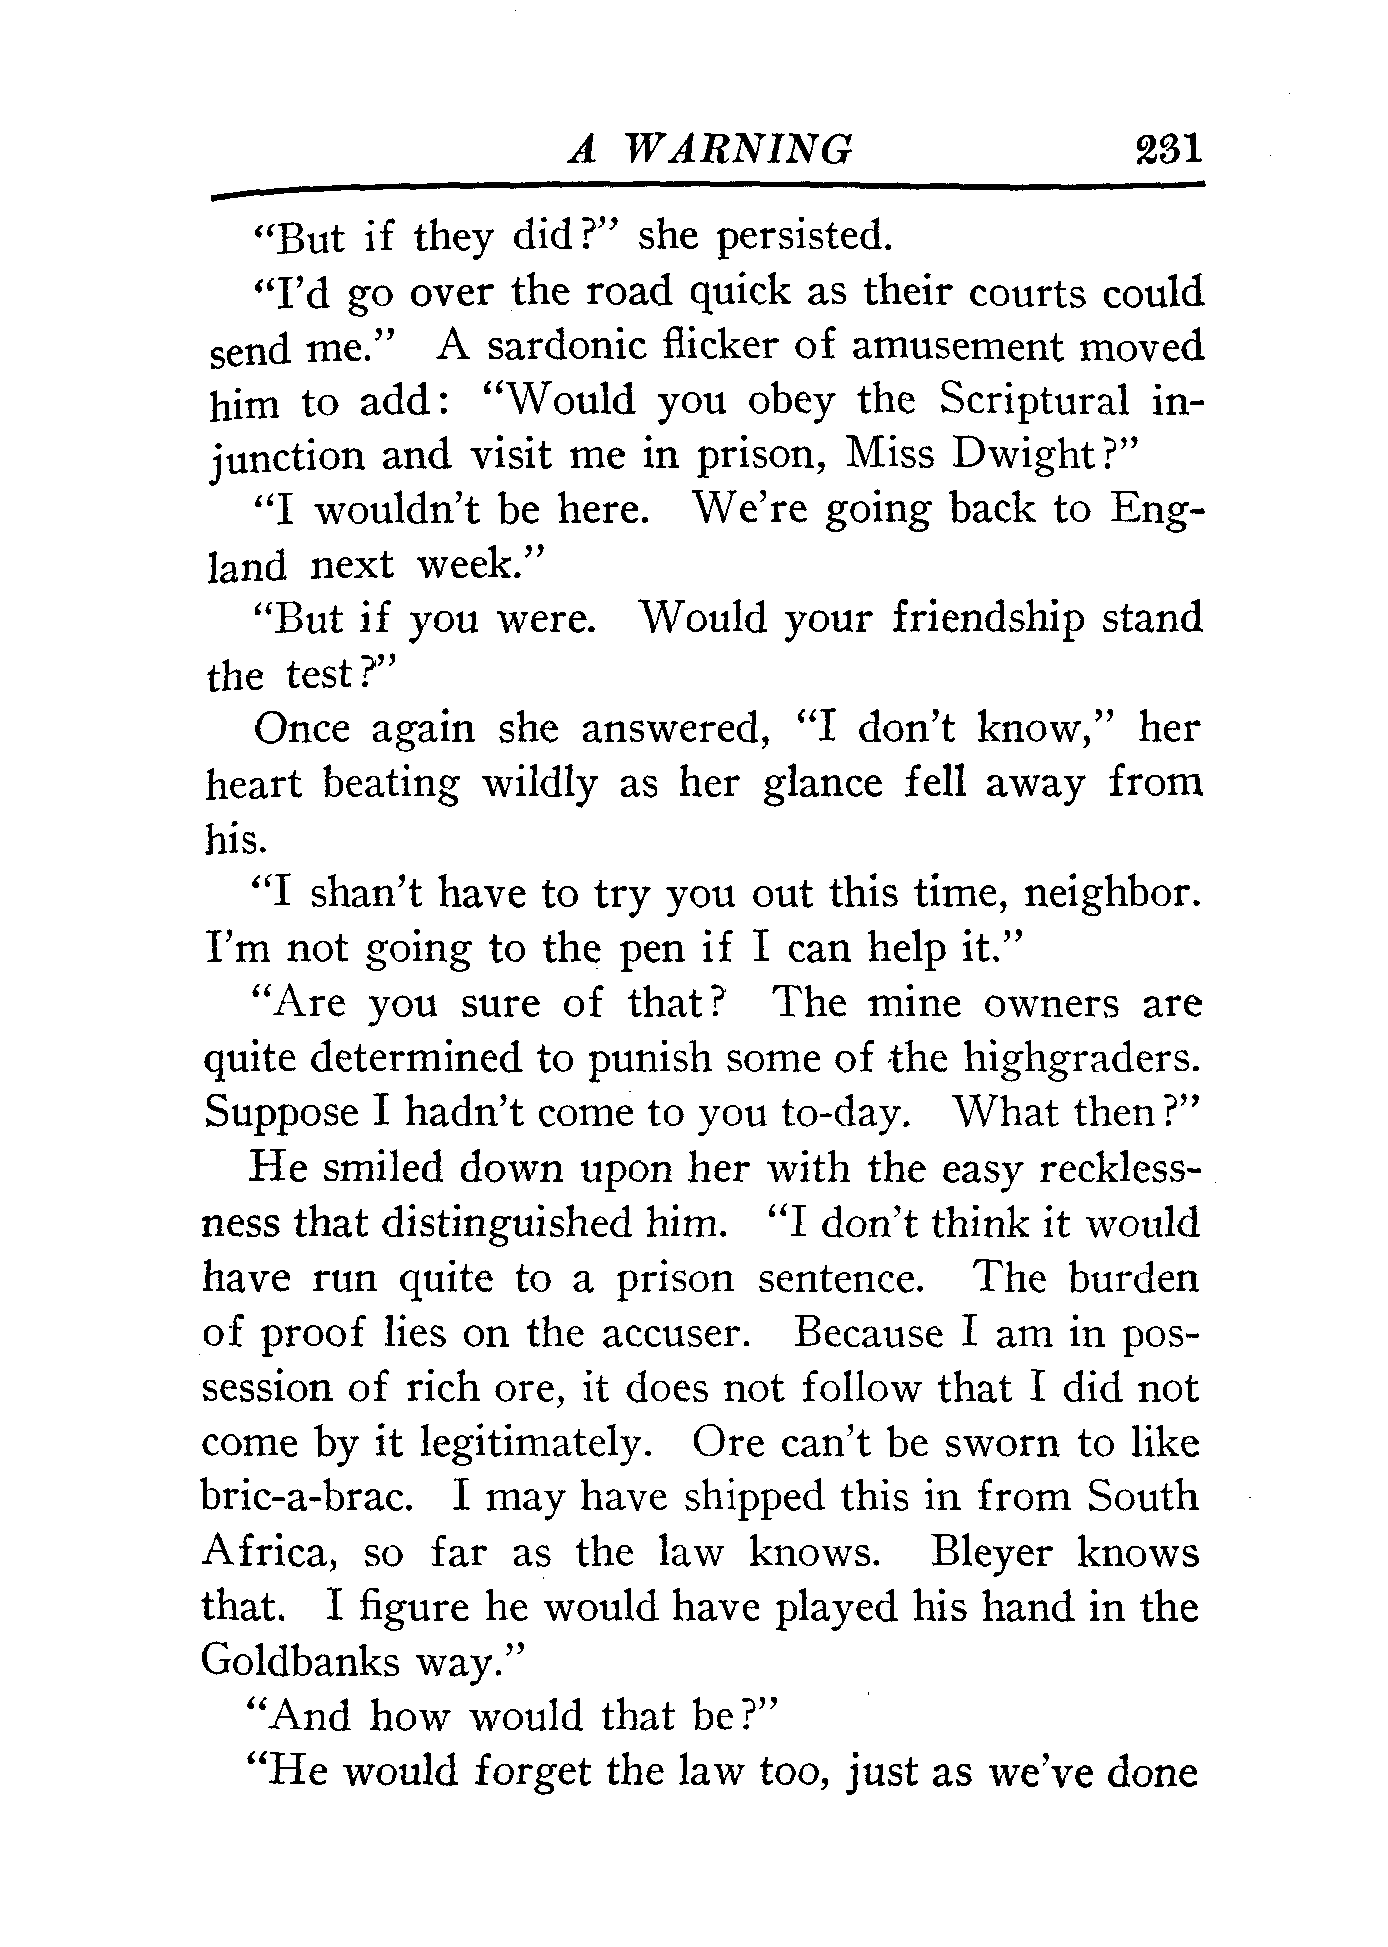 A WARNING 231
"But if they did?" she persisted.
"I'd go over the road quick as their courts could
send me." A sardonic flicker of amusement moved
him to add: "Would you obey the Scriptural in-
junction and visit me in prison, Miss Dwight?"
"I wouldn't be here. We're going back to Eng-
land next week."
"But if you were. Would your friendship stand
the test?"
Once again she answered, "I don't know," her
heart beating wildly as her glance fell away from
his.
"I shan't have to try you out this time, neighbor.
I'm not going to the pen if I can help it."
"Are you sure of that? The mine owners are
quite determined to punish some of the highgraders.
Suppose I hadn't come to you to-day. What then?"
He smiled down upon her with the easy reckless-
ness that distinguished him. "I don't think it would
have run quite to a prison sentence. The burden
of proof lies on the accuser. Because I am in pos-
session of rich ore, it does not follow that I did not
come by it legitimately. Ore can't be sworn to like
bric-a-brac. I may have shipped this in from South
Africa, so far as the law knows. Bleyer knows
that. I figure he would have played his hand in the
Goldbanks way."
"And how would that be?"
"He would forget the law too, just as we've done